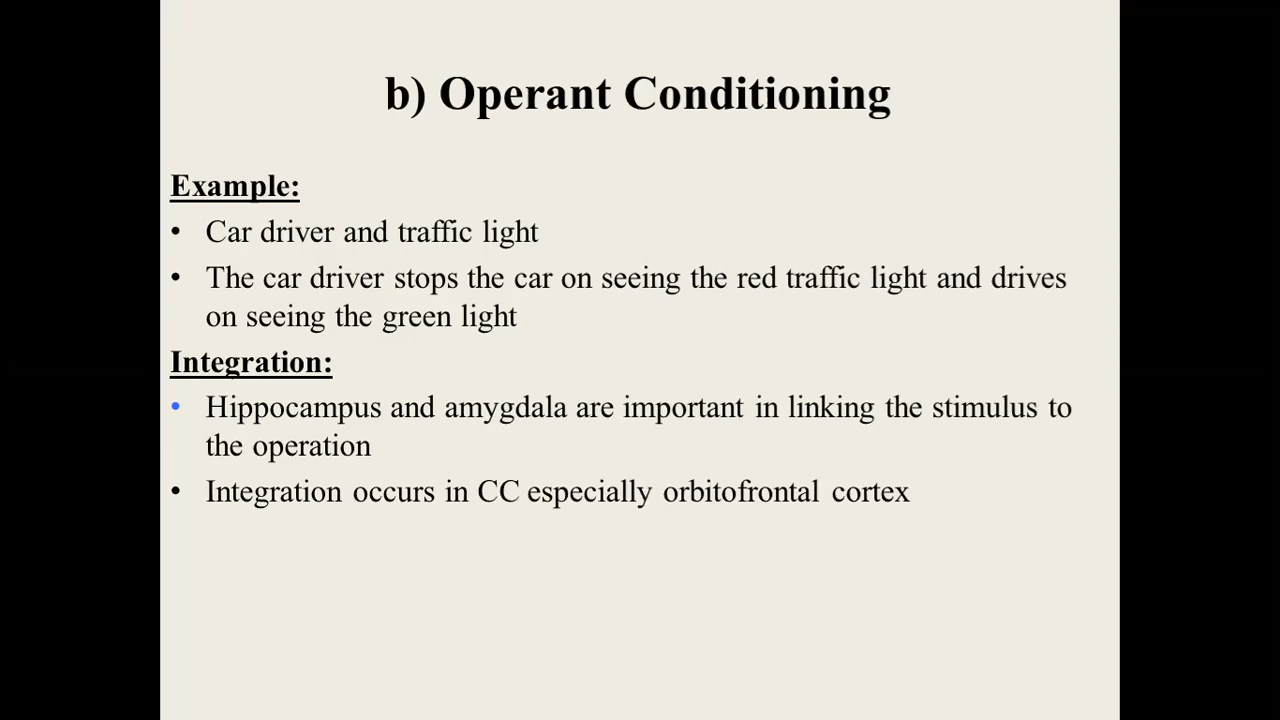 b) Operant Conditioning
Example:
• Car driver and traffic light
• The car driver stops the car on seeing the red traffic light and drives
on seeing the green light
Integration:
• Hippocampus and amygdala are important in linking the stimulus to
the operation
• Integration occurs in CC especially orbitofrontal cortex